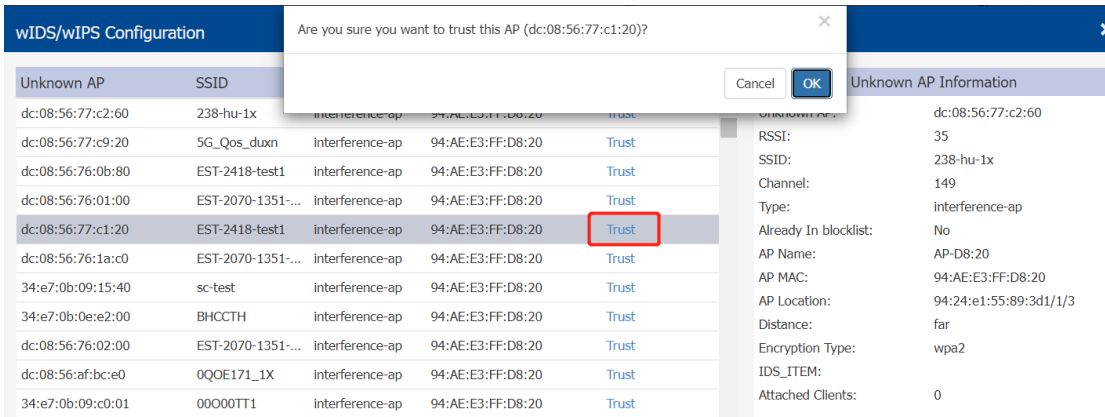 wIDS/wIPS Configuration
Are you sure you want to trust this AP (dc:08:56:77:c1:20)?
×
Cancel
OK
Unknown AP SSID
dc:08:56:77:c2:60 238-hu-1x interference-ap 94:AE:E3:FF:D8:20 Trust
dc:08:56:77:c9:20 5G_Qos_duxn interference-ap 94:AE:E3:FF:D8:20 Trust
dc:08:56:76:0b:80 EST-2418-test1 interference-ap 94:AE:E3:FF:D8:20 Trust
dc:08:56:76:01:00 EST-2070-1351-... interference-ap 94:AE:E3:FF:D8:20 Trust
dc:08:56:77:c1:20 EST-2418-test1 interference-ap 94:AE:E3:FF:D8:20 Trust
dc:08:56:76:1a:c0 EST-2070-1351-... interference-ap 94:AE:E3:FF:D8:20 Trust
34:e7:0b:09:15:40 sc-test interference-ap 94:AE:E3:FF:D8:20 Trust
34:e7:0b:0e:e2:00 BHCCTH interference-ap 94:AE:E3:FF:D8:20 Trust
dc:08:56:76:02:00 EST-2070-1351-... interference-ap 94:AE:E3:FF:D8:20 Trust
dc:08:56:af:bc:e0 0QOE171_1X interference-ap 94:AE:E3:FF:D8:20 Trust
34:e7:0b:09:c0:01 00O00TT1 interference-ap 94:AE:E3:FF:D8:20 Trust
Unknown AP Information
Unknown AP: dc:08:56:77:c2:60
RSSI: 35
SSID: 238-hu-1x
Channel: 149
Type: interference-ap
Already In blocklist: No
AP Name: AP-D8:20
AP MAC: 94:AE:E3:FF:D8:20
AP Location: 94:24:e1:55:89:3d1/1/3
Distance: far
Encryption Type: wpa2
IDS_ITEM:
Attached Clients: 0